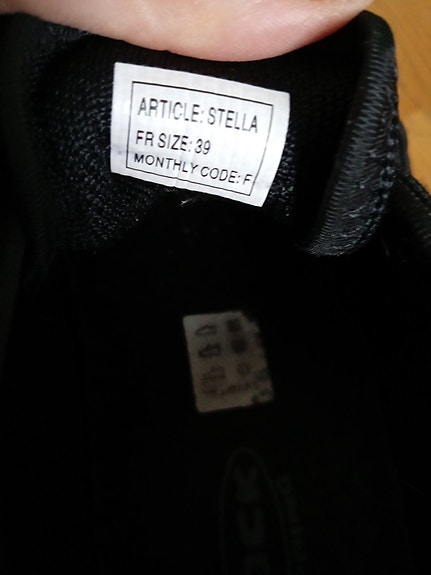 ARTICLE: STELLA
FR SIZE: 39
MONTHLY CODE: F